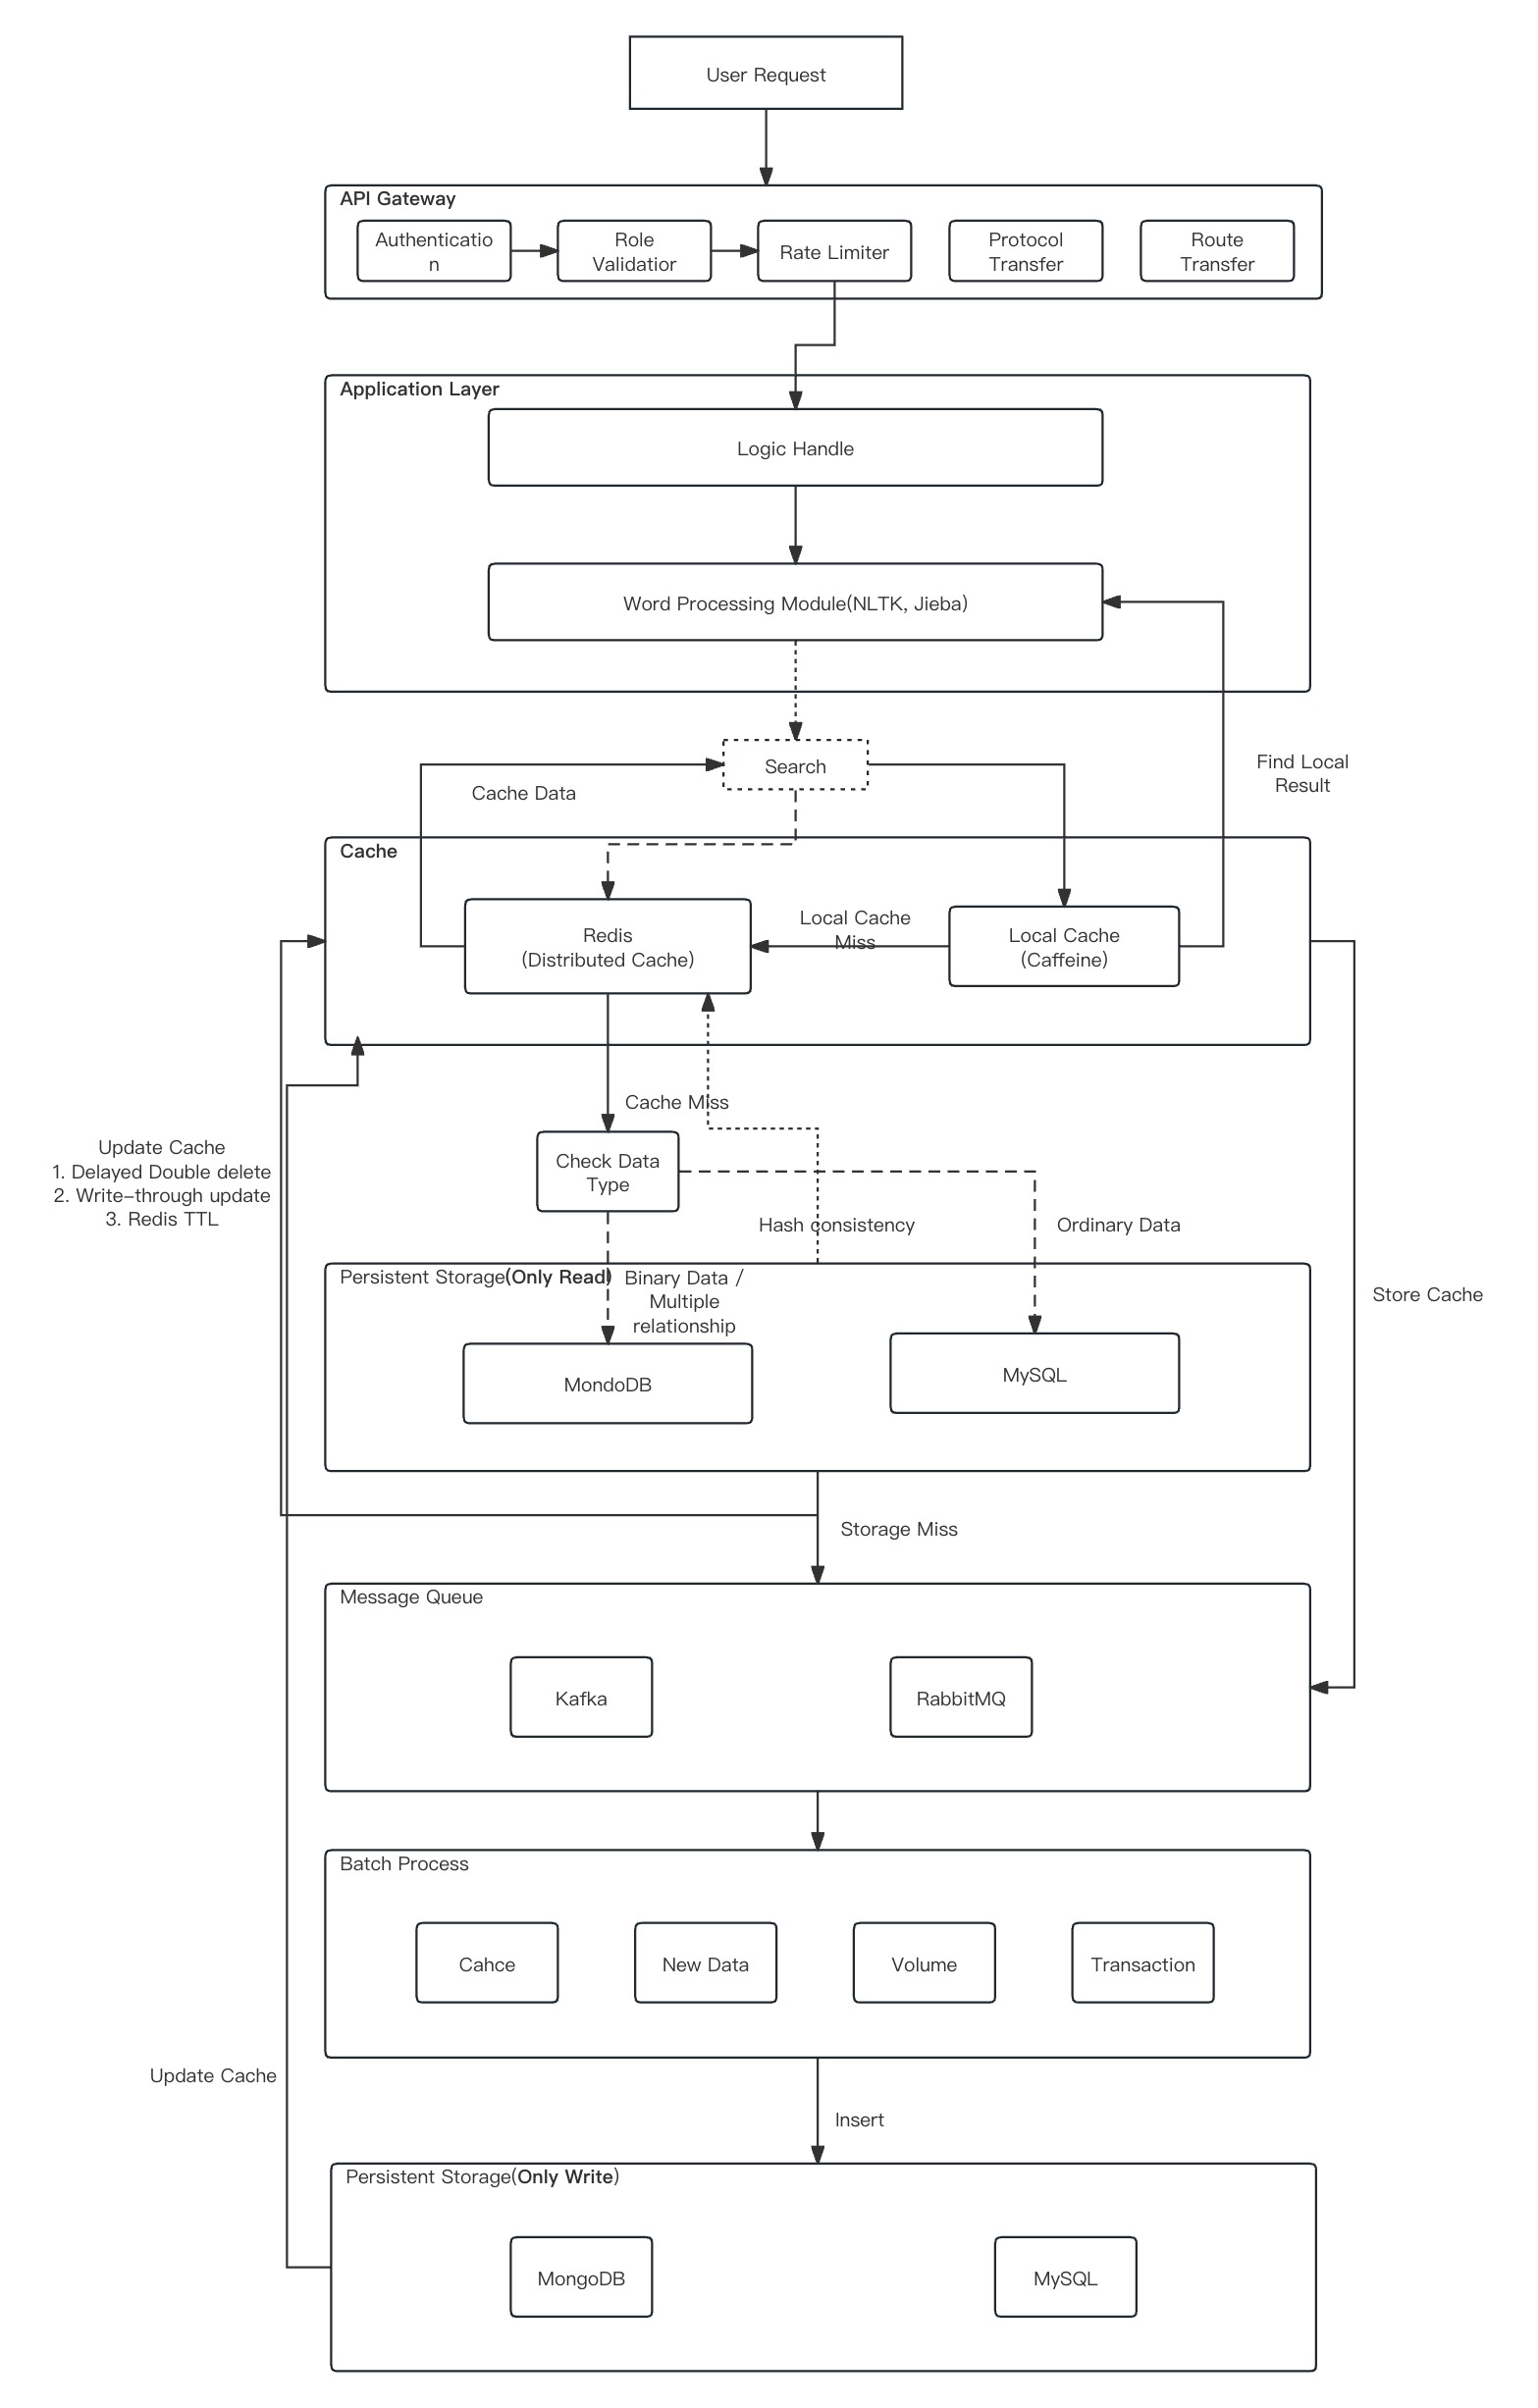 User Request
API Gateway
Authenticatio
n
Role
Validatior
Rate Limiter
Protocol
Transfer
Route
Transfer
Application Layer
Logic Handle
Word Processing Module(NLTK, Jieba)
Search
Cache Data
Find Local
Result
Cache
Redis
(Distributed Cache)
Local Cache
Miss
Local Cache
(Caffeine)
Cache Miss
Check Data
Type
Update Cache
1. Delayed Double delete
2. Write-through update
3. Redis TTL
Hash consistency
Ordinary Data
Persistent Storage(Only Read)
Binary Data /
Multiple
relationship
Store Cache
MondoDB
MySQL
Storage Miss
Message Queue
Kafka
RabbitMQ
Batch Process
Cahce
New Data
Volume
Transaction
Update Cache
Insert
Persistent Storage(Only Write)
MongoDB
MySQL